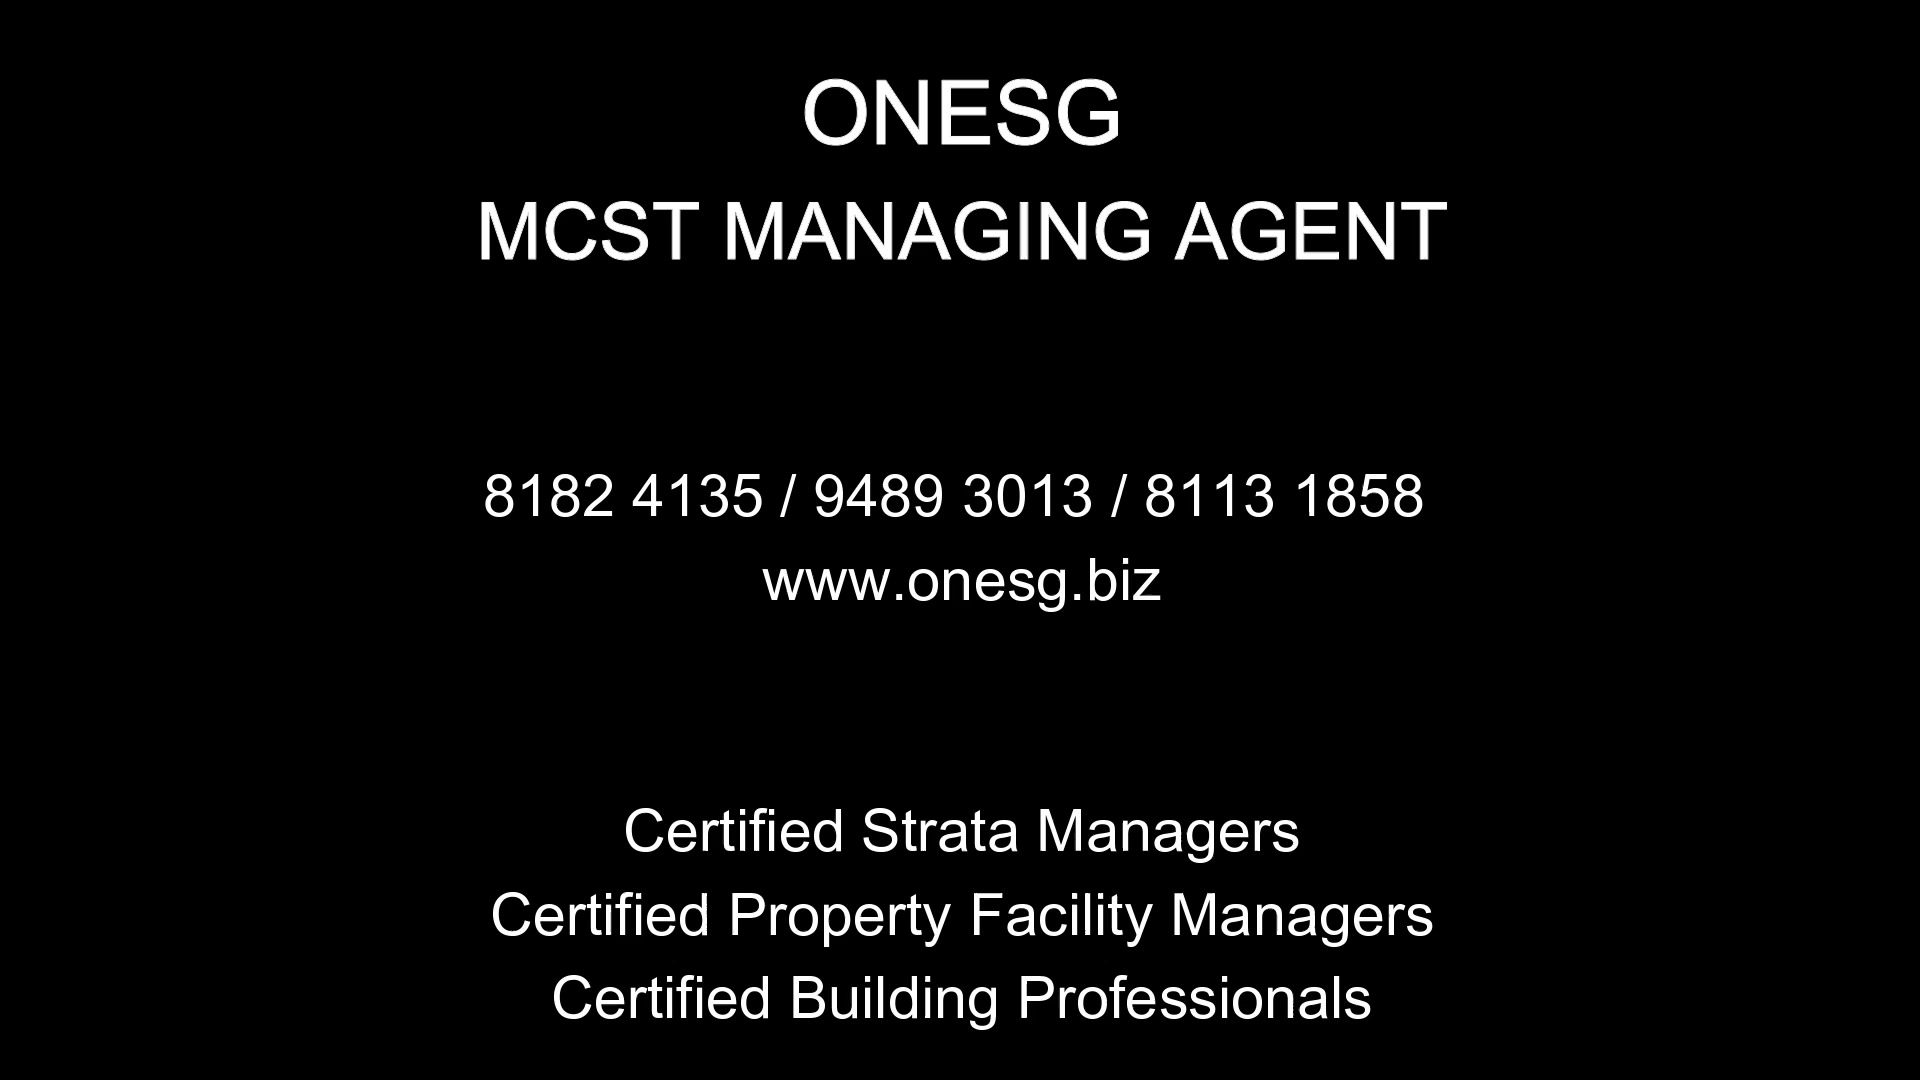 ONESG
MCST MANAGING AGENT
8182 4135 / 9489 3013 / 8113 1858
www.onesg.biz
Certified Strata Managers
Certified Property Facility Managers
Certified Building Professionals